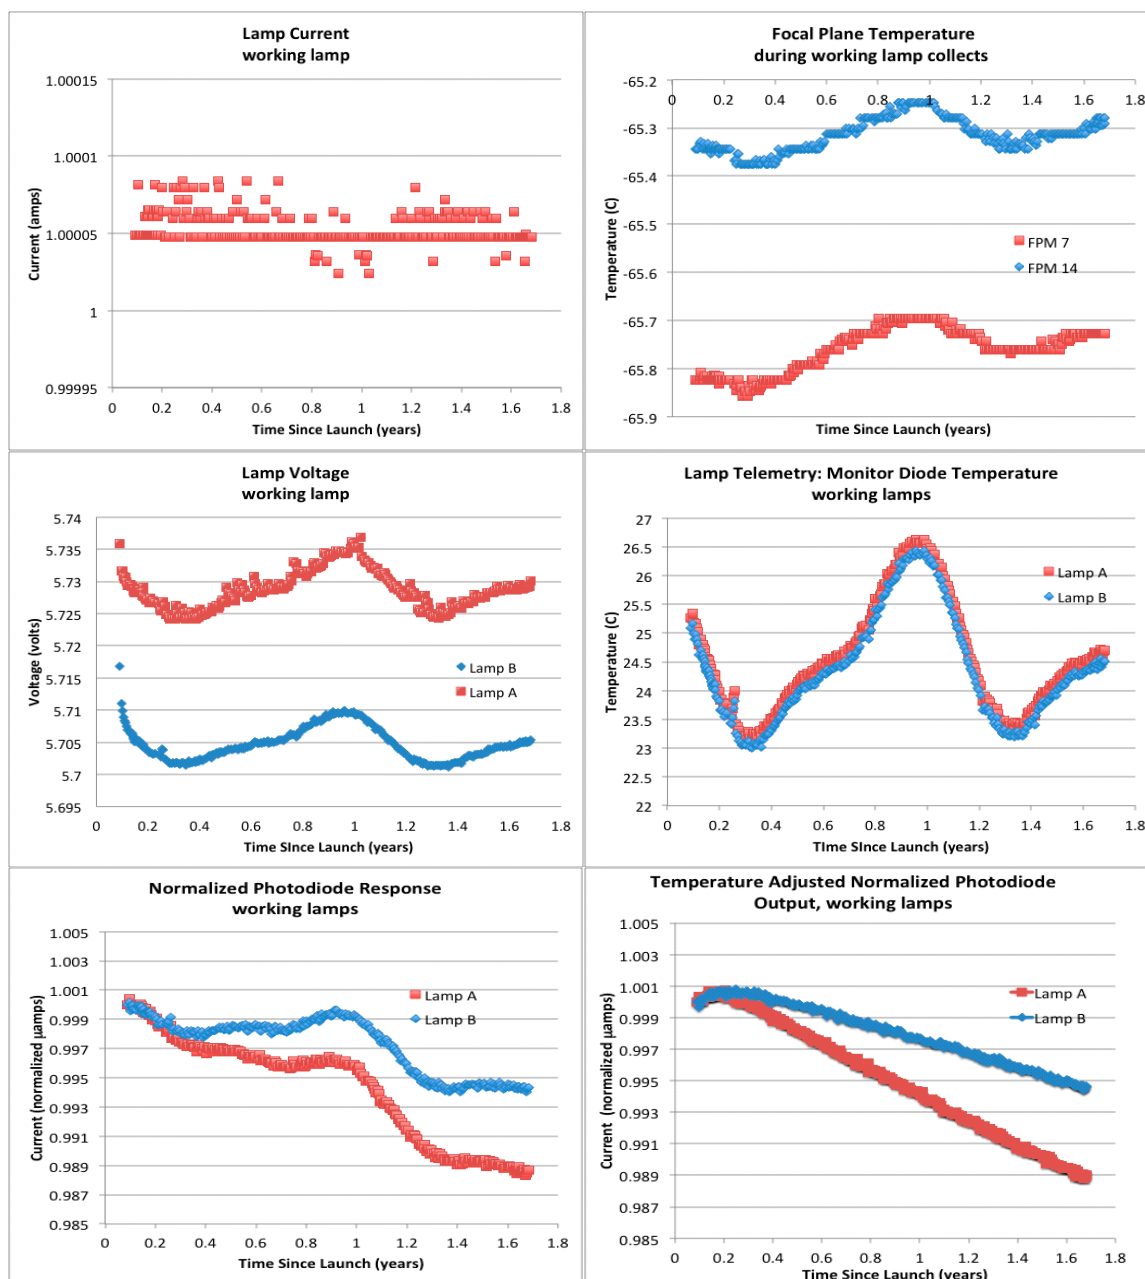 Lamp Current
working lamp
1.00015
1.0001
1.00005
1
0.99995
Current (amps)
0 0.2 0.4 0.6 0.8 1 1.2 1.4 1.6 1.8
Time Since Launch (years)
Focal Plane Temperature
during working lamp collects
-65.2
-65.3
-65.4
-65.5
-65.6
-65.7
-65.8
-65.9
Temperature (C)
0 0.2 0.4 0.6 0.8 1 1.2 1.4 1.6 1.8
FPM 7
FPM 14
Time Since Launch (years)
Lamp Voltage
working lamp
5.74
5.735
5.73
5.725
5.72
5.715
5.71
5.705
5.7
5.695
Voltage (volts)
Lamp B
Lamp A
0 0.2 0.4 0.6 0.8 1 1.2 1.4 1.6 1.8
Time SInce Launch (years)
Lamp Telemetry: Monitor Diode Temperature
working lamps
27
26.5
26
25.5
25
24.5
24
23.5
23
22.5
22
Temperature (C)
Lamp A
Lamp B
0 0.2 0.4 0.6 0.8 1 1.2 1.4 1.6 1.8
TIme SInce Launch (years)
Normalized Photodiode Response
working lamps
1.005
1.003
1.001
0.999
0.997
0.995
0.993
0.991
0.989
0.987
0.985
Current (normalized µamps)
Lamp A
Lamp B
0 0.2 0.4 0.6 0.8 1 1.2 1.4 1.6 1.8
Time Since Launch (years)
Temperature Adjusted Normalized Photodiode
Output, working lamps
1.005
1.003
1.001
0.999
0.997
0.995
0.993
0.991
0.989
0.987
0.985
Current (normalized µamps)
Lamp A
Lamp B
0 0.2 0.4 0.6 0.8 1 1.2 1.4 1.6 1.8
Time Since Launch (years)